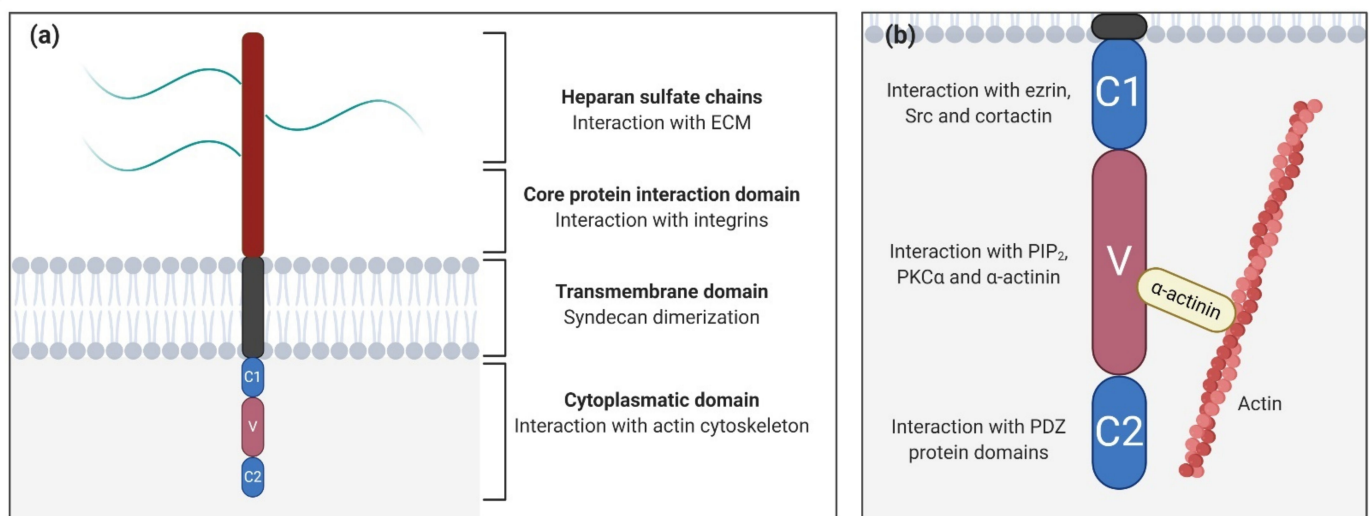 (a)
Heparan sulfate chains
Interaction with ECM
Core protein interaction domain
Interaction with integrins
Transmembrane domain
Syndecan dimerization
C1
V
C2
Cytoplasmatic domain
Interaction with actin cytoskeleton
(b)
Interaction with ezrin,
Src and cortactin
C1
Interaction with PIP₂,
PKCα and α-actinin
V
α-actinin
Actin
Interaction with PDZ
protein domains
C2